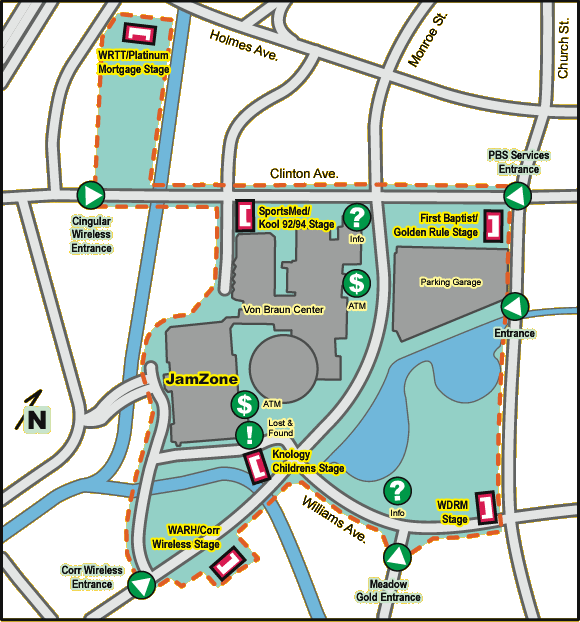 WRTT/Platinum
Mortgage Stage
Holmes Ave.
Monroe St.
Church St.
Clinton Ave.
PBS Services
Entrance
Cingular
Wireless
Entrance
SportsMed/
Kool 92/94 Stage
?
Info
First Baptist/
Golden Rule Stage
$
ATM
Parking Garage
Von Braun Center
Entrance
JamZone
$
ATM
N
Lost &
Found
!
Knology
Childrens Stage
?
Info
WDRM
Stage
Williams Ave.
WARH/Corr
Wireless Stage
Corr Wireless
Entrance
Meadow
Gold Entrance